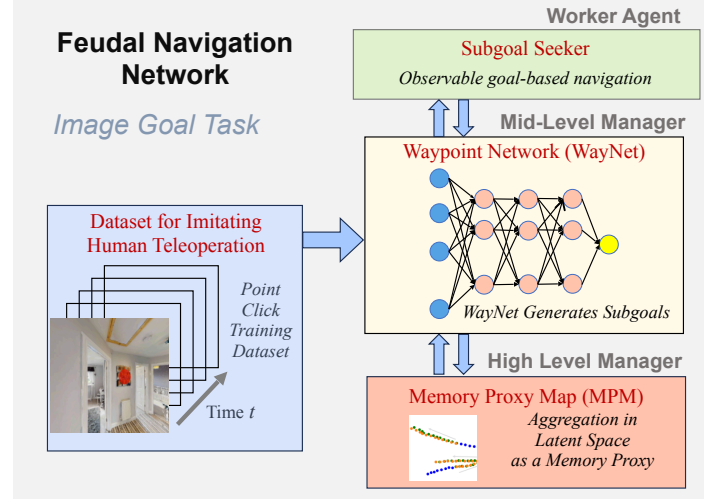 Feudal Navigation
Network
Image Goal Task
Worker Agent
Subgoal Seeker
Observable goal-based navigation
Mid-Level Manager
Waypoint Network (WayNet)
WayNet Generates Subgoals
Dataset for Imitating
Human Teleoperation
Point
Click
Training
Dataset
Time t
High Level Manager
Memory Proxy Map (MPM)
Aggregation in
Latent Space
as a Memory Proxy